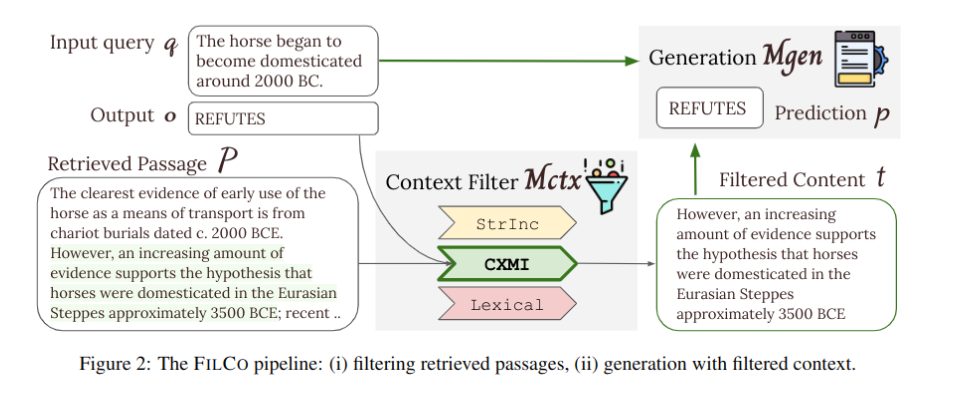 Input query q
The horse began to
become domesticated
around 2000 BC.
Output o
REFUTES
Retrieved Passage P
The clearest evidence of early use of the
horse as a means of transport is from
chariot burials dated c. 2000 BCE.
However, an increasing amount of
evidence supports the hypothesis that
horses were domesticated in the Eurasian
Steppes approximately 3500 BCE; recent ..
Context Filter Mctx
StrInc
CXMI
Lexical
Generation Mgen
REFUTES
Prediction p
Filtered Content t
However, an increasing
amount of evidence supports
the hypothesis that horses
were domesticated in the
Eurasian Steppes
approximately 3500 BCE
Figure 2: The FILCO pipeline: (i) filtering retrieved passages, (ii) generation with filtered context.